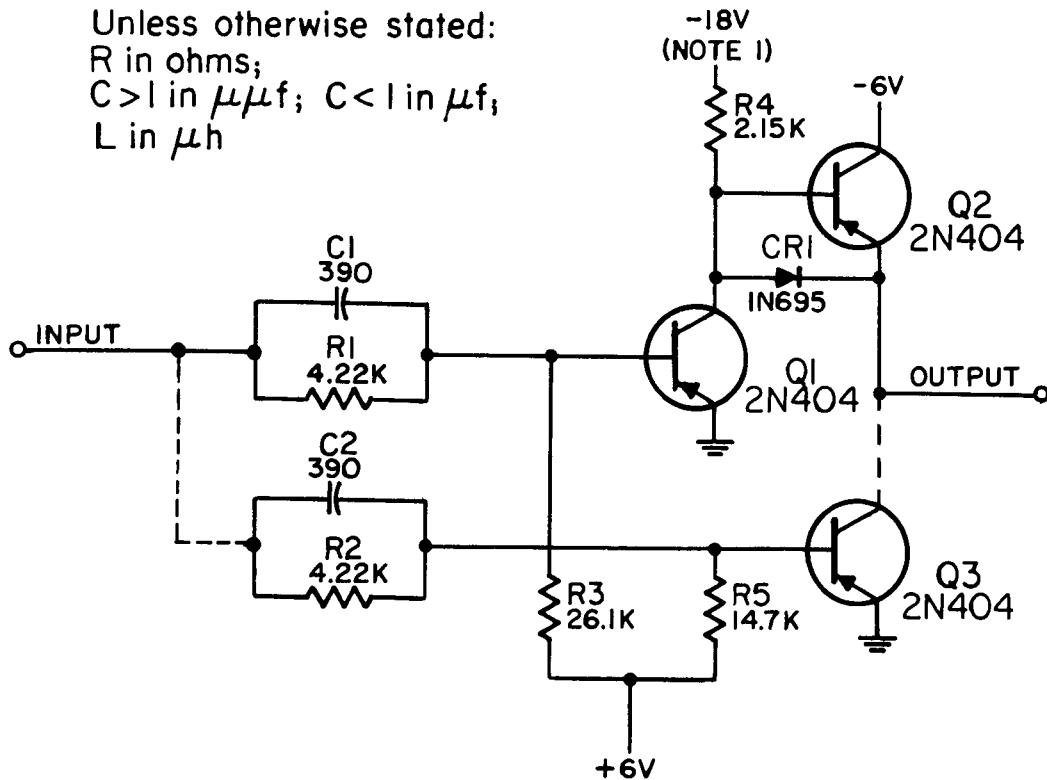 Unless otherwise stated:
R in ohms;
C>1 in μμf; C<1 in μf;
L in μh
-18V
(NOTE 1)
R4
2.15K
-6V
Q2
2N404
CR1
1N695
C1
390
INPUT
R1
4.22K
Q1
2N404
OUTPUT
C2
390
R2
4.22K
R3
26.1K
R5
14.7K
Q3
2N404
+6V